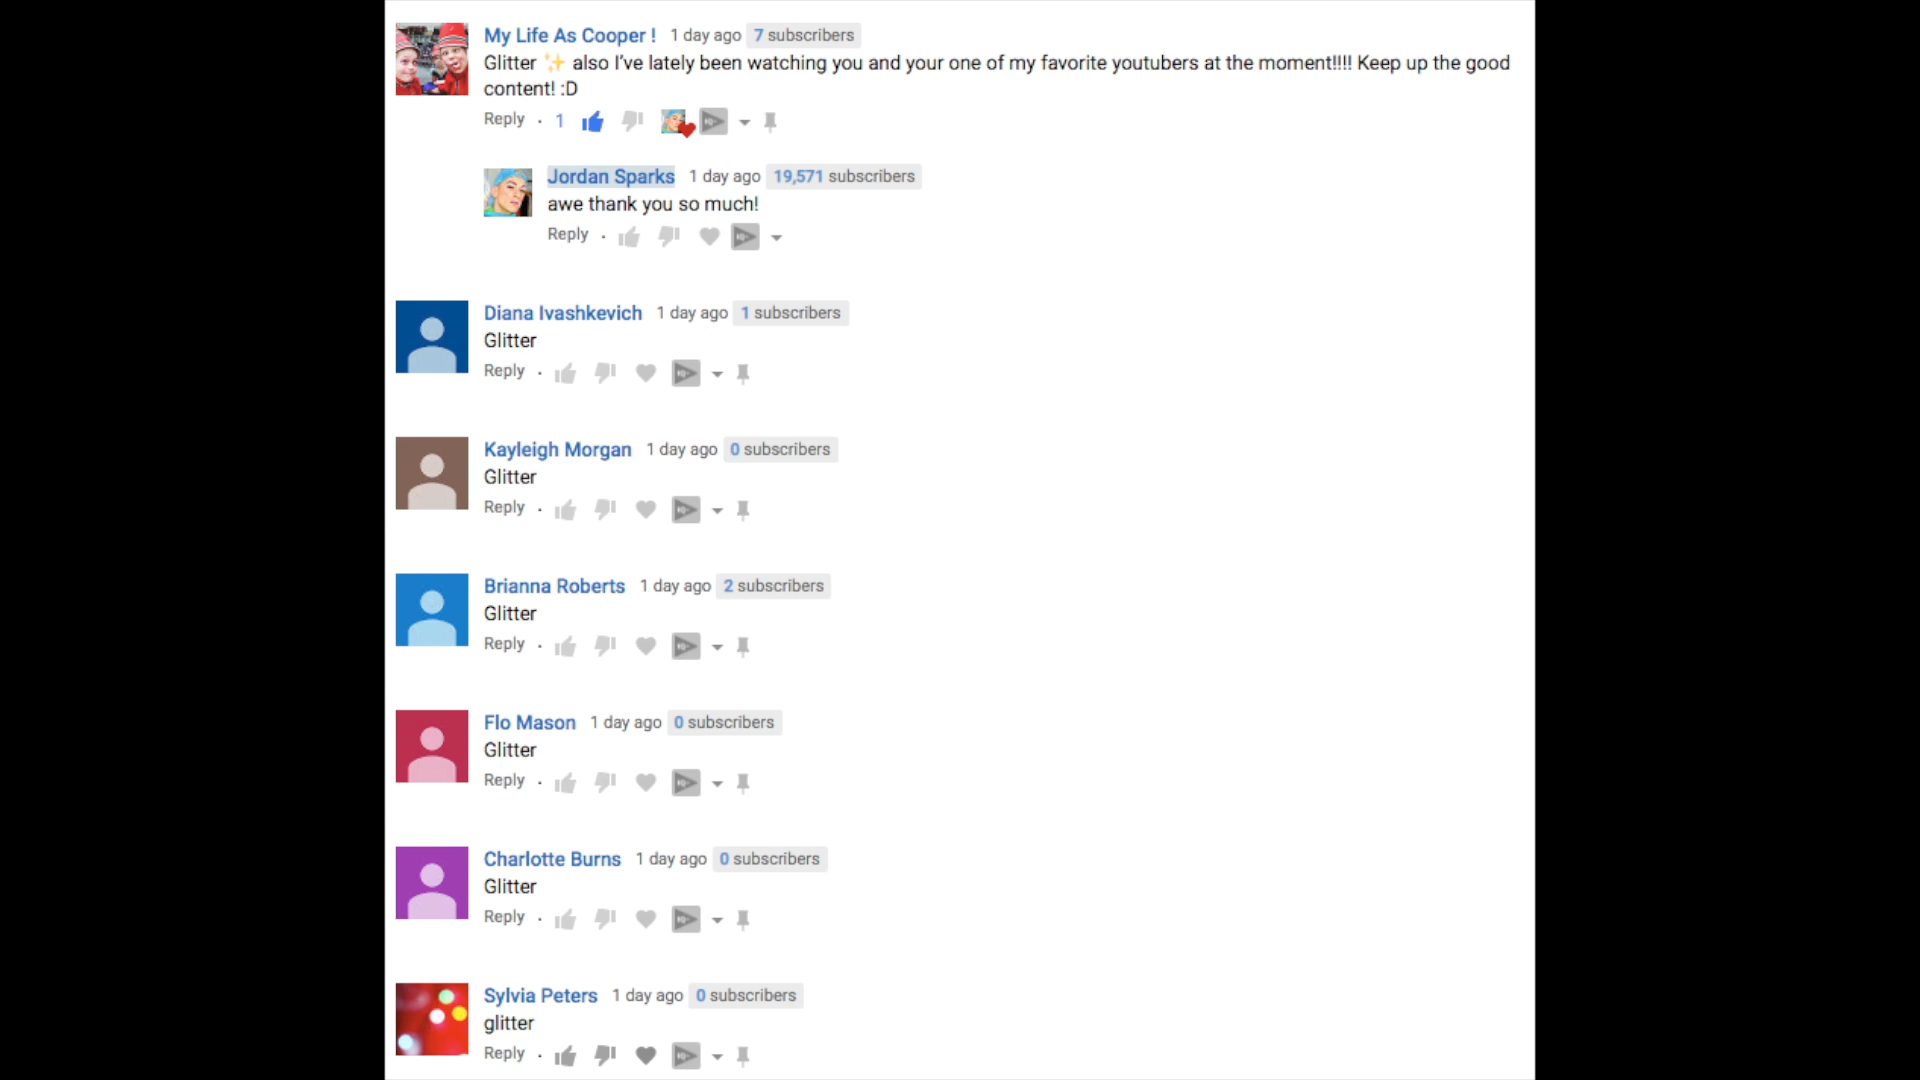 My Life As Cooper ! 1 day ago 7 subscribers
Glitter ✨ also I've lately been watching you and your one of my favorite youtubers at the moment!!!! Keep up the good
content! :D
Reply · 1
Jordan Sparks 1 day ago 19,571 subscribers
awe thank you so much!
Reply ·
Diana Ivashkevich 1 day ago 1 subscribers
Glitter
Reply ·
Kayleigh Morgan 1 day ago 0 subscribers
Glitter
Reply ·
Brianna Roberts 1 day ago 2 subscribers
Glitter
Reply ·
Flo Mason 1 day ago 0 subscribers
Glitter
Reply ·
Charlotte Burns 1 day ago 0 subscribers
Glitter
Reply ·
Sylvia Peters 1 day ago 0 subscribers
glitter
Reply ·